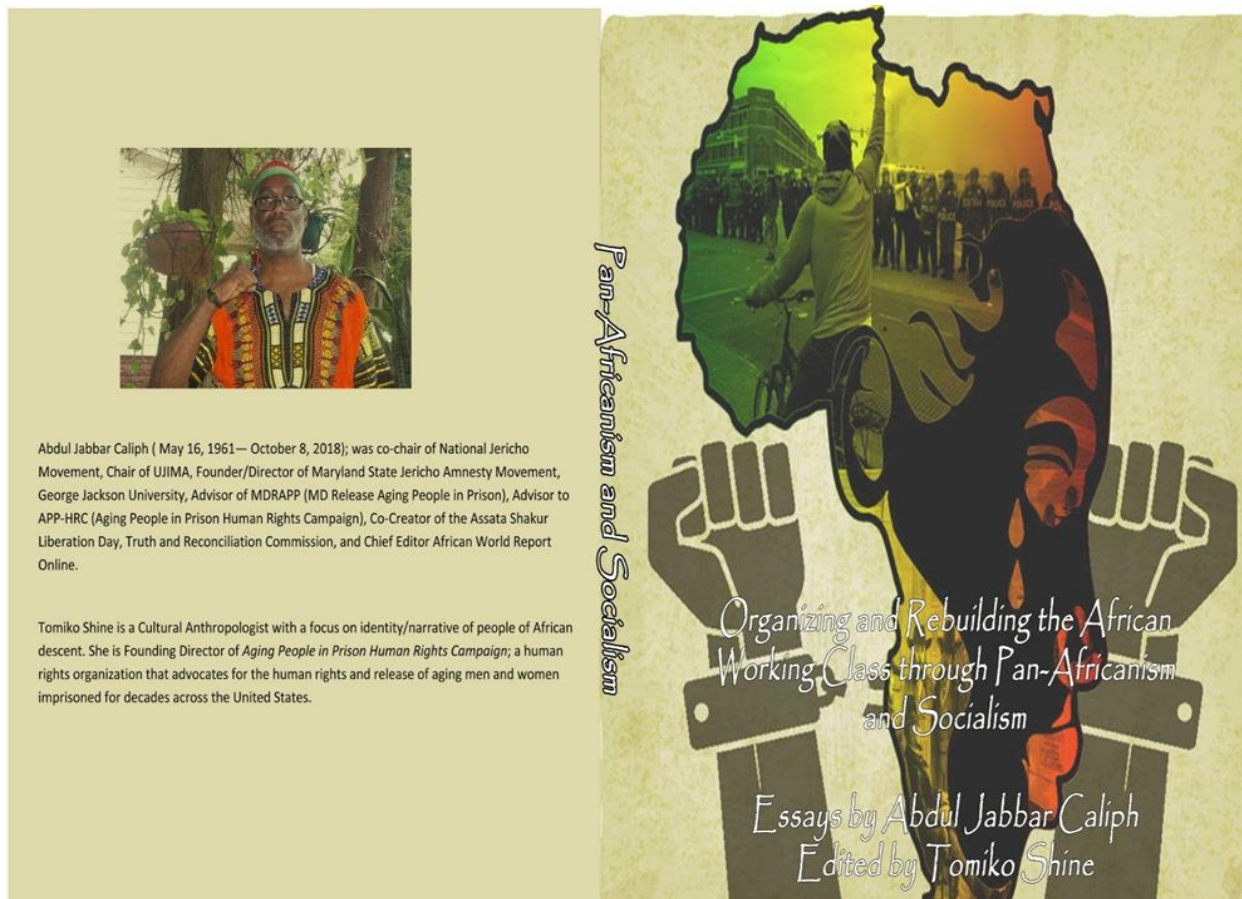 Abdul Jabbar Caliph ( May 16, 1961— October 8, 2018); was co-chair of National Jericho
Movement, Chair of UJIMA, Founder/Director of Maryland State Jericho Amnesty Movement,
George Jackson University, Advisor of MDRAPP (MD Release Aging People in Prison), Advisor to
APP-HRC (Aging People in Prison Human Rights Campaign), Co-Creator of the Assata Shakur
Liberation Day, Truth and Reconciliation Commission, and Chief Editor African World Report
Online.
Tomiko Shine is a Cultural Anthropologist with a focus on identity/narrative of people of African
descent. She is Founding Director of Aging People in Prison Human Rights Campaign; a human
rights organization that advocates for the human rights and release of aging men and women
imprisoned for decades across the United States.
Pan-Africanism and Socialism
POLICE
POLICE
Organizing and Rebuilding the African
Working Class through Pan-Africanism
and Socialism
Essays by Abdul Jabbar Caliph
Edited by Tomiko Shine